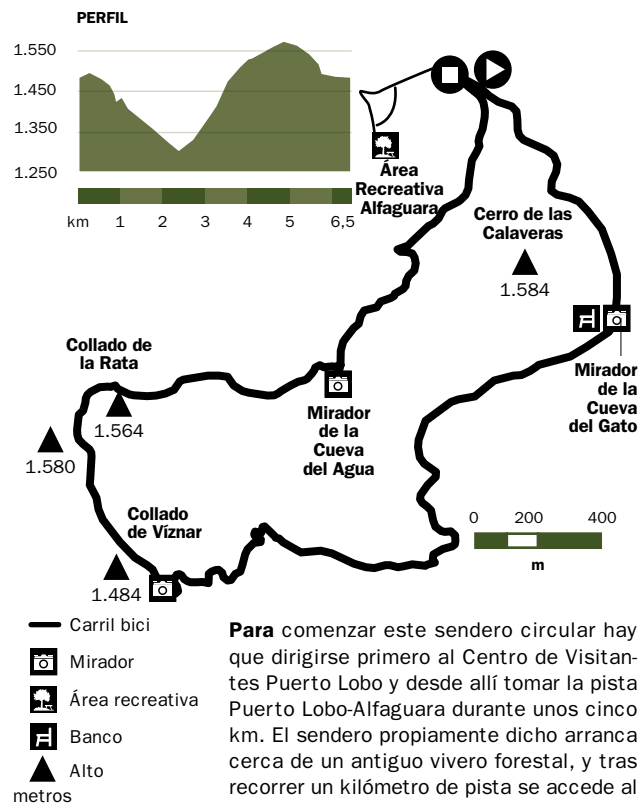 PERFIL
1.550
1.450
1.350
1.250
km 1 2 3 4 5 6,5
Área
Recreativa
Alfaguara
Cerro de las
Calaveras
1.584
Mirador
de la
Cueva
del Gato
Collado de
la Rata
1.564
1.580
Mirador
de la
Cueva
del Agua
Collado
de Víznar
1.484
0 200 400
m
Carril bici
Mirador
Área recreativa
Banco
Alto
metros
Para comenzar este sendero circular hay
que dirigirse primero al Centro de Visitan-
tes Puerto Lobo y desde allí tomar la pista
Puerto Lobo-Alfaguara durante unos cinco
km. El sendero propiamente dicho arranca
cerca de un antiguo vivero forestal, y tras
recorrer un kilómetro de pista se accede al